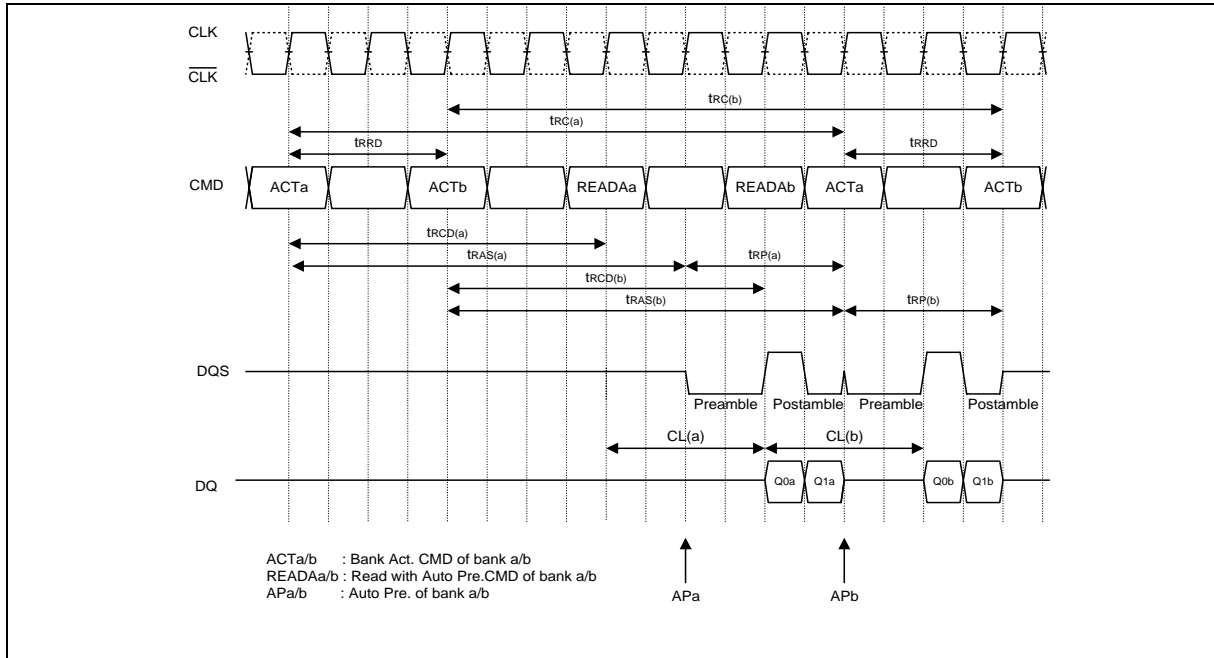 CLK
CLK
tRC(b)
tRC(a)
tRRD tRRD
CMD ACTa ACTb READAa READAb ACTa ACTb
tRCD(a)
tRAS(a) tRP(a)
tRCD(b)
tRAS(b) tRP(b)
DQS
Preamble Postamble Preamble Postamble
CL(a) CL(b)
DQ Q0a Q1a Q0b Q1b
ACTa/b : Bank Act. CMD of bank a/b
READAa/b : Read with Auto Pre.CMD of bank a/b
APa/b : Auto Pre. of bank a/b
APa APb